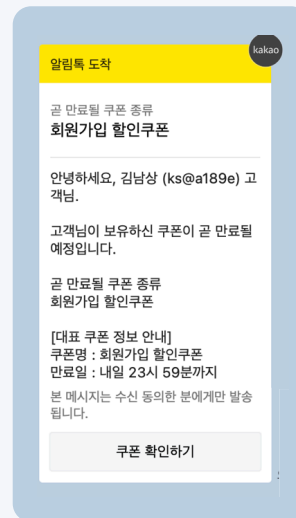 kakao
알림톡 도착
곧 만료될 쿠폰 종류
회원가입 할인쿠폰
안녕하세요, 김남상 (ks@a189e) 고
객님.
고객님이 보유하신 쿠폰이 곧 만료될
예정입니다.
곧 만료될 쿠폰 종류
회원가입 할인쿠폰
[대표 쿠폰 정보 안내]
쿠폰명 : 회원가입 할인쿠폰
만료일 : 내일 23시 59분까지
본 메시지는 수신 동의한 분에게만 발송
됩니다.
쿠폰 확인하기